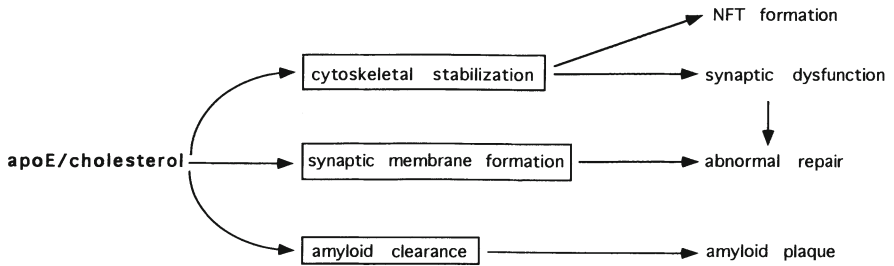 NFT formation
cytoskeletal stabilization
synaptic dysfunction
apoE/cholesterol
synaptic membrane formation
abnormal repair
amyloid clearance
amyloid plaque